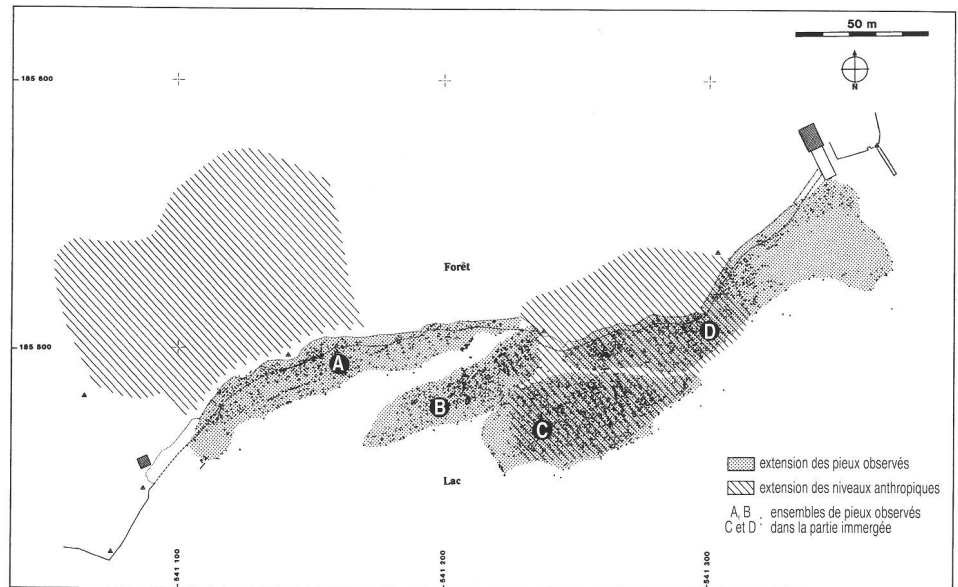 50 m
N
185 600
Forêt
D
185 500
A
B
C
Lac
extension des pieux observés
extension des niveaux anthropiques
A, B . ensembles de pieux observés
C et D · dans la partie immergée
541 100
541 200
541 300